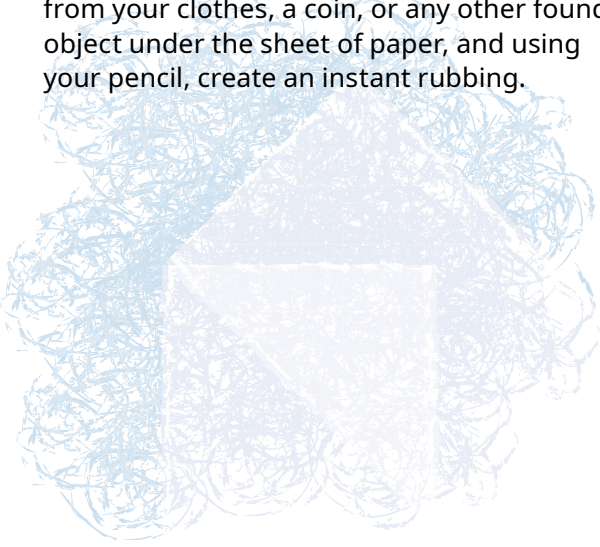 from your clothes, a coin, or any other found
object under the sheet of paper, and using
your pencil, create an instant rubbing.